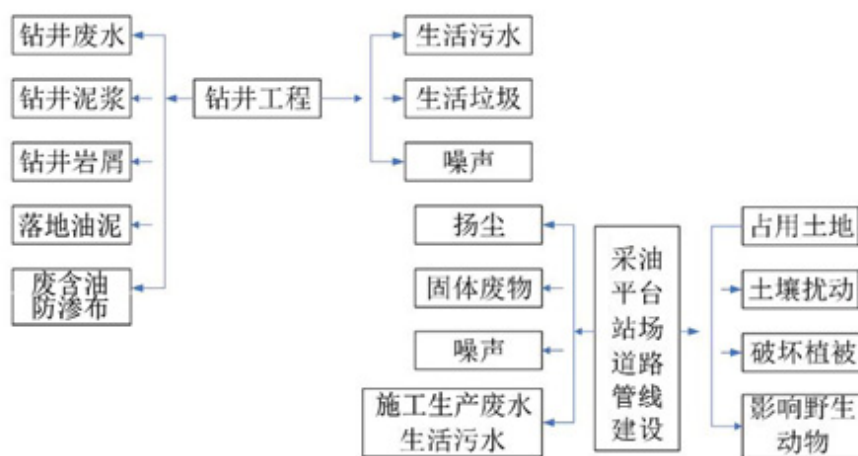 钻井废水
钻井泥浆
钻井岩屑
落地油泥
废含油
防渗布
钻井工程
生活污水
生活垃圾
噪声
扬尘
固体废物
噪声
施工生产废水
生活污水
采油
平台
站场
道路
管线
建设
占用土地
土壤扰动
破坏植被
影响野生
动物